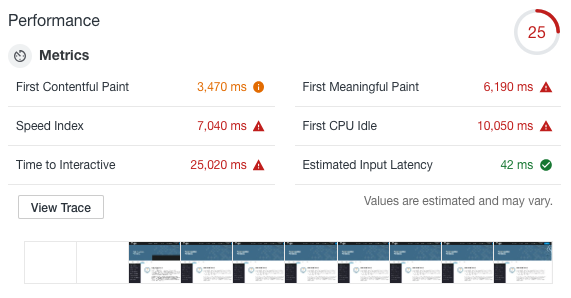 Performance
25
Metrics
First Contentful Paint 3,470 ms
First Meaningful Paint 6,190 ms
Speed Index 7,040 ms
First CPU Idle 10,050 ms
Time to Interactive 25,020 ms
Estimated Input Latency 42 ms
View Trace
Values are estimated and may vary.